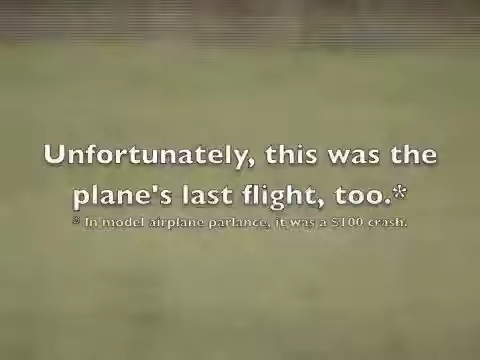 Unfortunately, this was the
plane's last flight, too.*
* In model airplane parlance, it was a $100 crash.